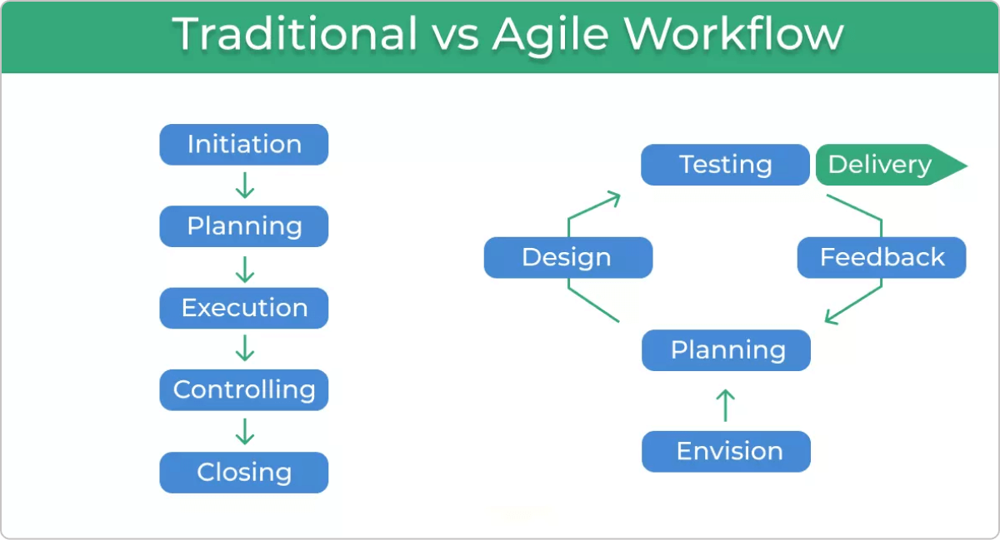 Traditional vs Agile Workflow
Initiation
Planning
Execution
Controlling
Closing
Testing
Delivery
Design
Feedback
Planning
Envision